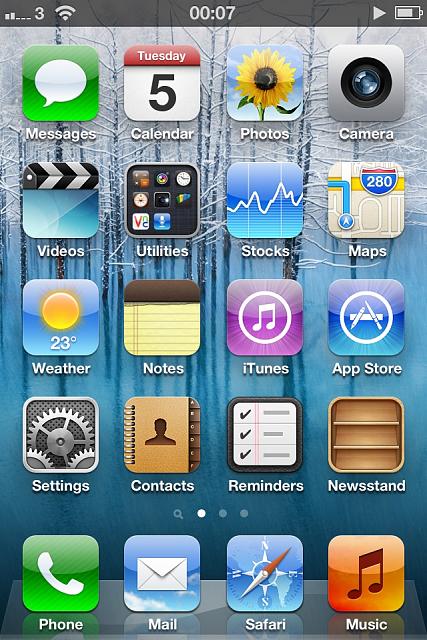 3 00:07
Tuesday
5
Messages Calendar Photos Camera
280
Videos Utilities Stocks Maps
23°
Weather Notes iTunes App Store
Settings Contacts Reminders Newsstand
Phone Mail Safari Music